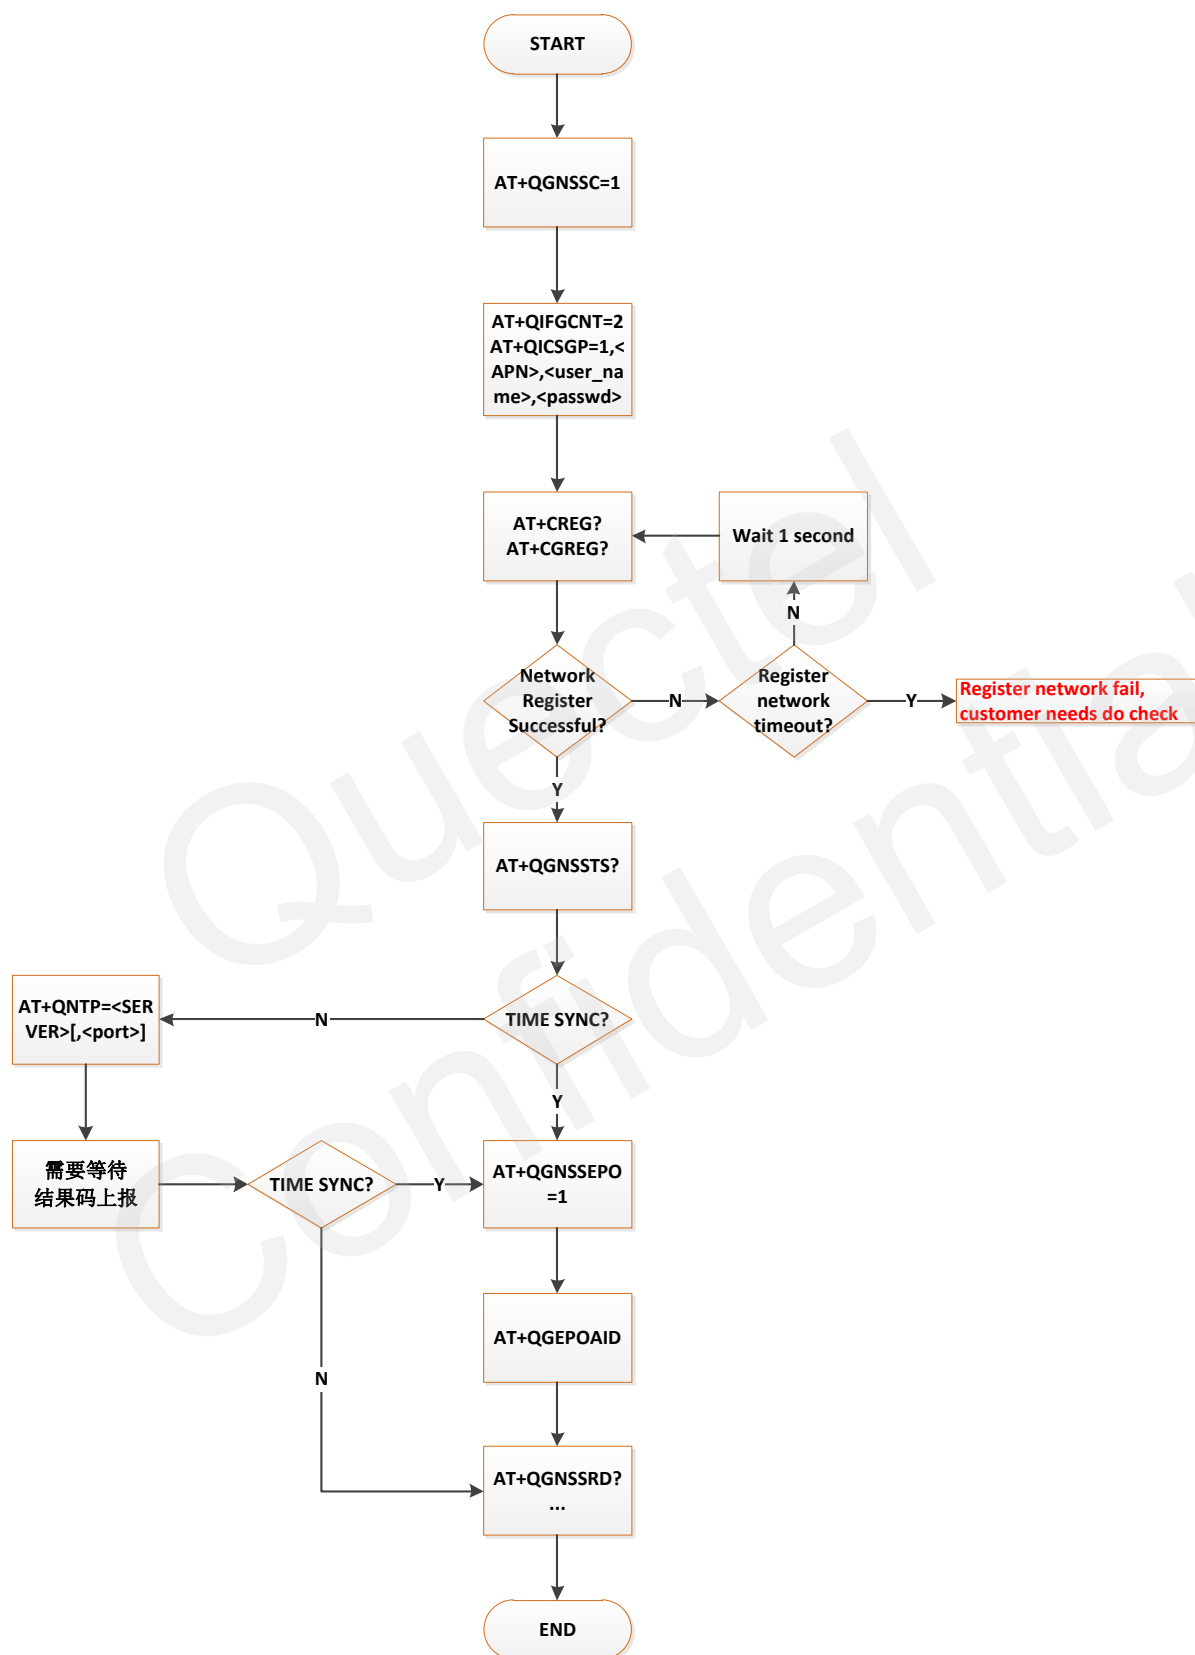 START
AT+QGNSSC=1
AT+QIFGCNT=2
AT+QICSGP=1,<
APN>,<user_na
me>,<passwd>
AT+CREG?
AT+CGREG?
Wait 1 second
N
Network
Register
Successful?
N
Register
network
timeout?
Y
Register network fail,
customer needs do check
Y
AT+QGNSSTS?
AT+QNTP=<SER
VER>[,<port>]
N
TIME SYNC?
Y
需要等待
结果码上报
TIME SYNC?
Y
AT+QGNSSEPO
=1
AT+QGEPOAID
N
AT+QGNSSRD?
...
END
Quectel
Confidential